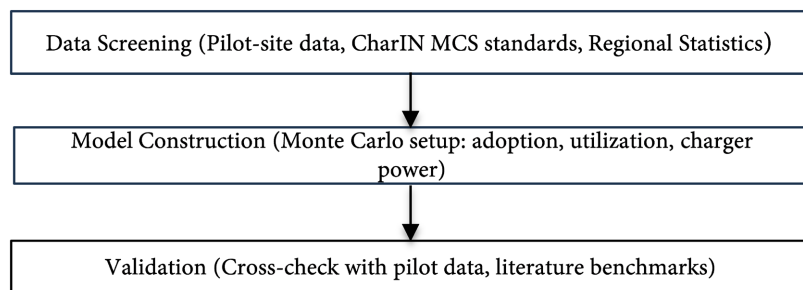 Data Screening (Pilot-site data, CharIN MCS standards, Regional Statistics)
Model Construction (Monte Carlo setup: adoption, utilization, charger
power)
Validation (Cross-check with pilot data, literature benchmarks)